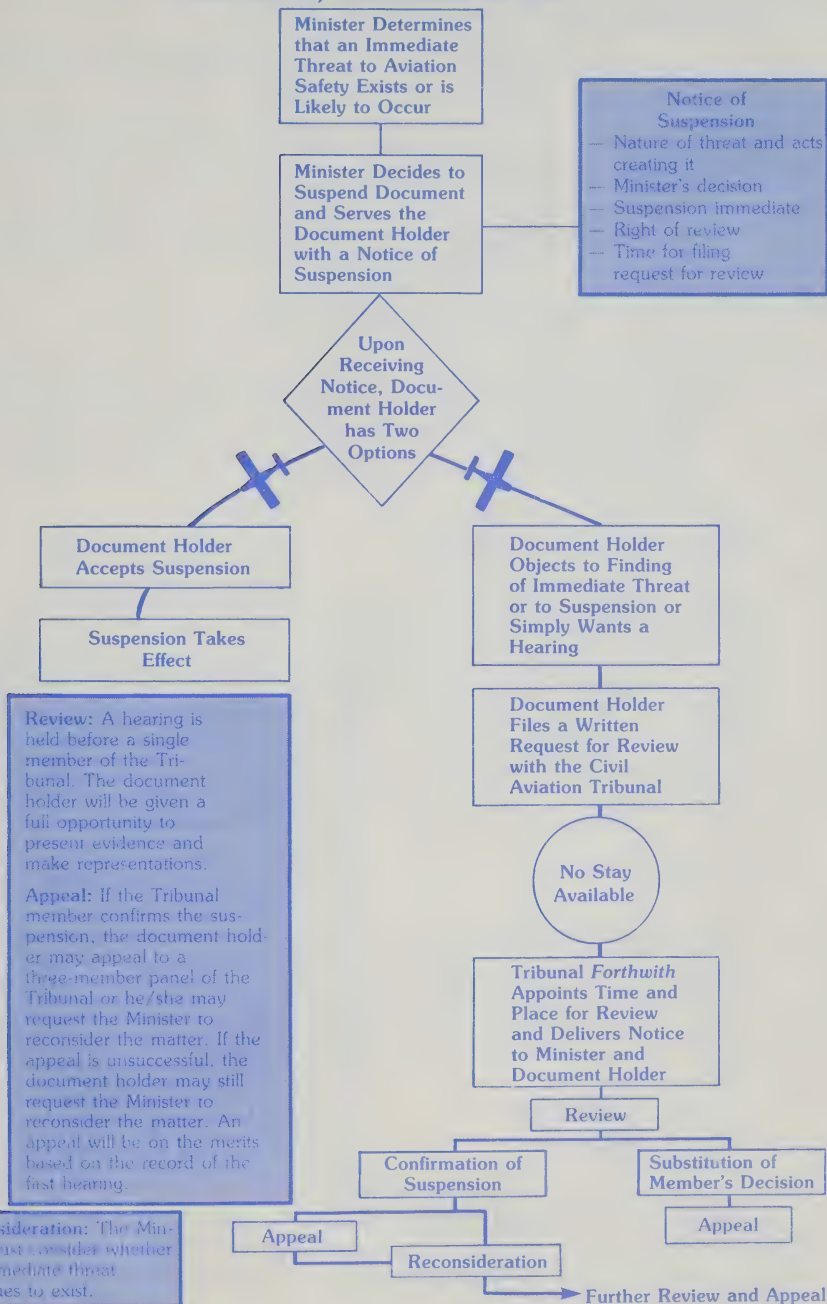 Minister Determines
that an Immediate
Threat to Aviation
Safety Exists or is
Likely to Occur
Notice of
Suspension
— Nature of threat and acts
creating it
— Minister's decision
— Suspension immediate
— Right of review
— Time for filing
request for review
Minister Decides to
Suspend Document
and Serves the
Document Holder
with a Notice of
Suspension
Upon
Receiving
Notice, Docu-
ment Holder
has Two
Options
Document Holder
Accepts Suspension
Suspension Takes
Effect
Document Holder
Objects to Finding
of Immediate Threat
or to Suspension or
Simply Wants a
Hearing
Document Holder
Files a Written
Request for Review
with the Civil
Aviation Tribunal
No Stay
Available
Tribunal Forthwith
Appoints Time and
Place for Review
and Delivers Notice
to Minister and
Document Holder
Review
Confirmation of
Suspension
Substitution of
Member's Decision
Appeal
Appeal
Reconsideration
Further Review and Appeal
Review: A hearing is
held before a single
member of the Tri-
bunal. The document
holder will be given a
full opportunity to
present evidence and
make representations.
Appeal: If the Tribunal
member confirms the sus-
pension, the document hold-
er may appeal to a
three-member panel of the
Tribunal or he/she may
request the Minister to
reconsider the matter. If the
appeal is unsuccessful, the
document holder may still
request the Minister to
reconsider the matter. An
appeal will be on the merits
based on the record of the
first hearing.
sideration: The Min-
ust consider whether
mediate threat
ues to exist.